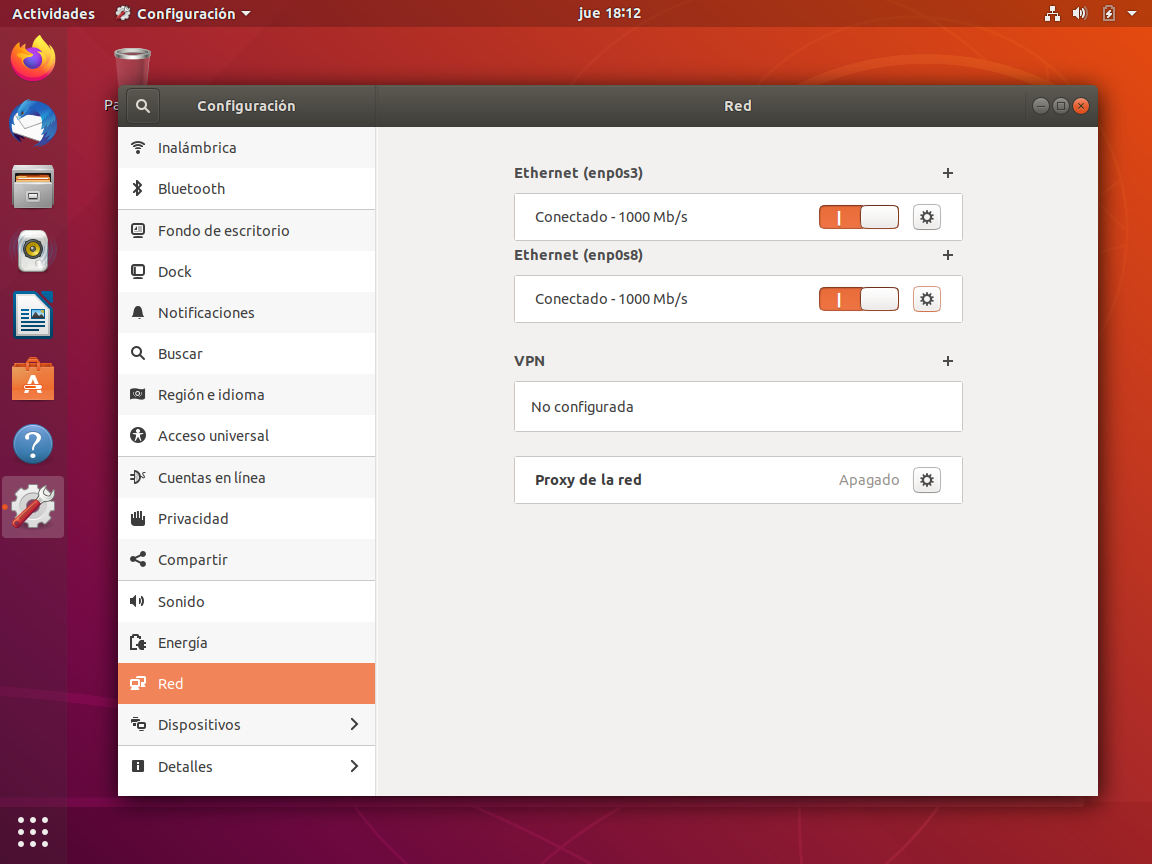 Actividades
Configuración
jue 18:12
Pa
Configuración
Red
Inalámbrica
Bluetooth
Fondo de escritorio
Dock
Notificaciones
Buscar
Región e idioma
Acceso universal
Cuentas en línea
Privacidad
Compartir
Sonido
Energía
Red
Dispositivos
Detalles
Ethernet (enp0s3)
Conectado - 1000 Mb/s
Ethernet (enp0s8)
Conectado - 1000 Mb/s
VPN
No configurada
Proxy de la red
Apagado